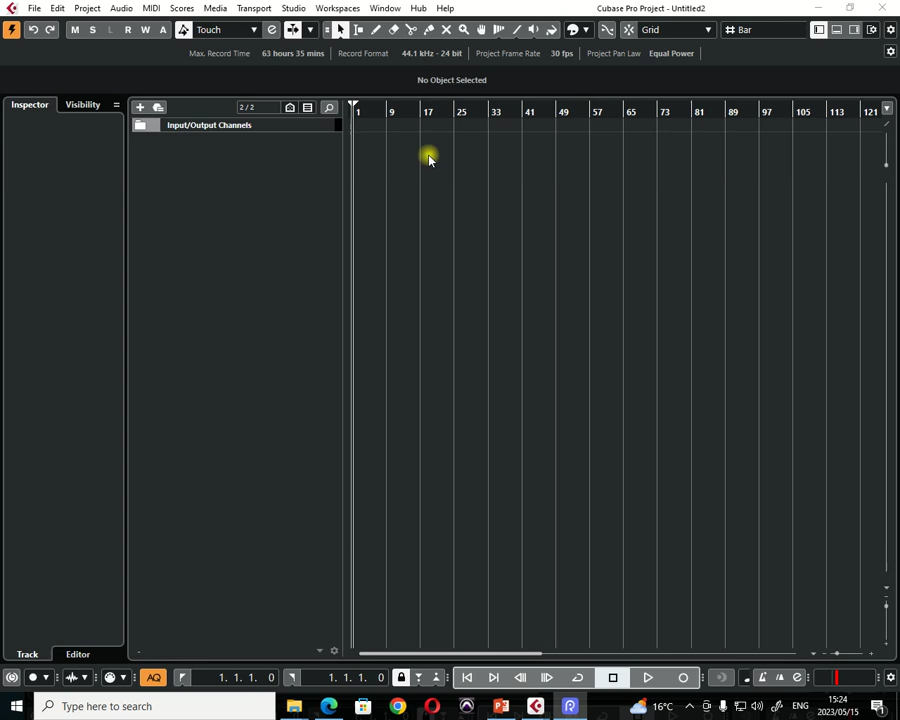 File Edit Project Audio MIDI Scores Media Transport Studio Workspaces Window Hub Help Cubase Pro Project - Untitled2
M S L R W A Touch Grid Bar
Max. Record Time 63 hours 35 mins Record Format 44.1 kHz - 24 bit Project Frame Rate 30 fps Project Pan Law Equal Power
No Object Selected
Inspector Visibility 2 / 2 1 9 17 25 33 41 49 57 65 73 81 89 97 105 113 121
Input/Output Channels
Track Editor
AQ 1. 1. 1. 0 1. 1. 1. 0
Type here to search 16°C ENG 15:24
2023/05/15 1